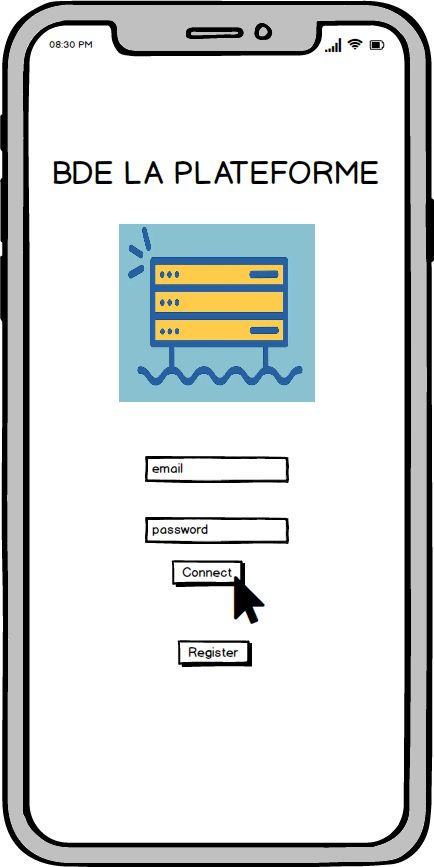 08:30 PM
BDE LA PLATEFORME
email
password
Connect
Register